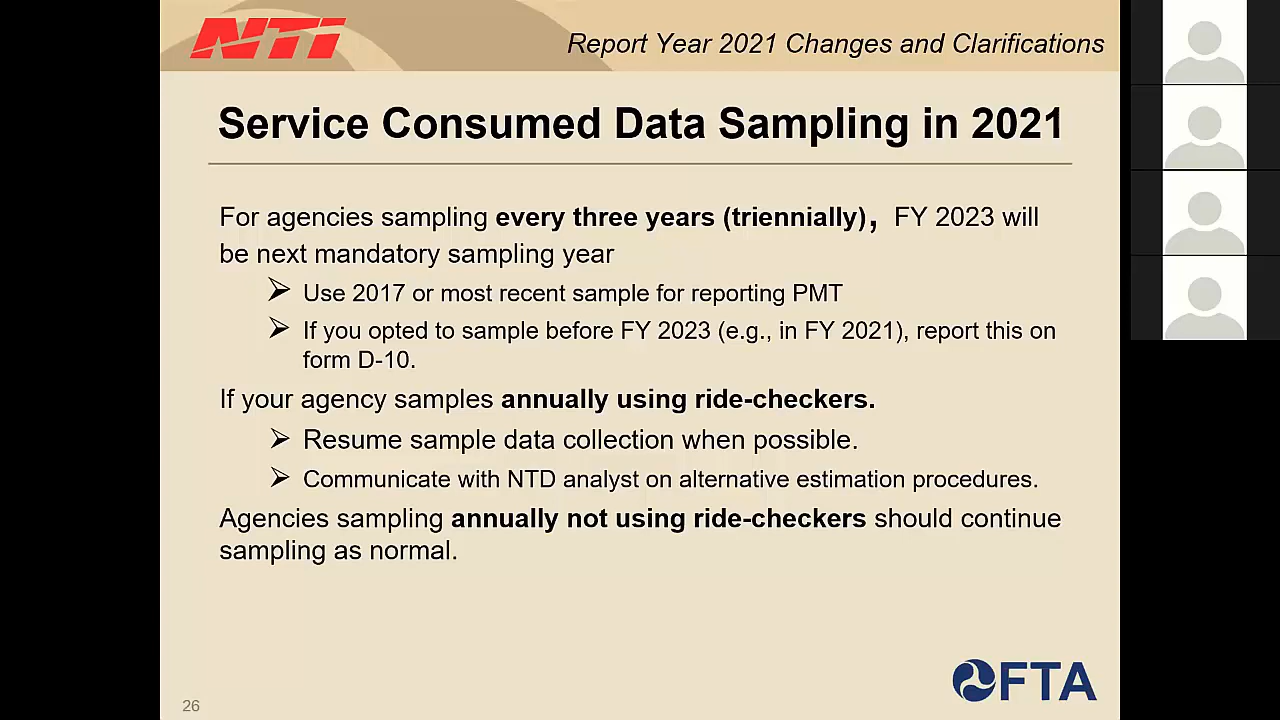 NTI
Report Year 2021 Changes and Clarifications
Service Consumed Data Sampling in 2021
For agencies sampling every three years (triennially), FY 2023 will
be next mandatory sampling year
➢ Use 2017 or most recent sample for reporting PMT
➢ If you opted to sample before FY 2023 (e.g., in FY 2021), report this on
form D-10.
If your agency samples annually using ride-checkers.
➢ Resume sample data collection when possible.
➢ Communicate with NTD analyst on alternative estimation procedures.
Agencies sampling annually not using ride-checkers should continue
sampling as normal.
FTA
26